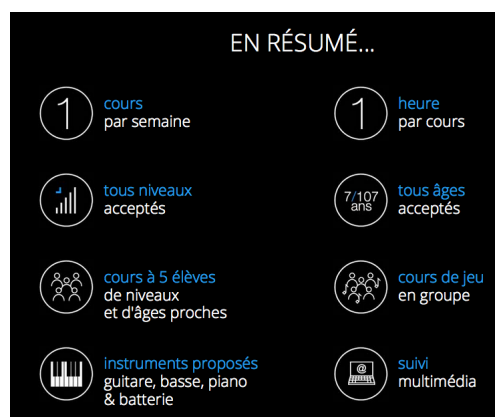 EN RÉSUMÉ...
1
cours
par semaine
1
heure
par cours
tous niveaux
acceptés
7/107
ans
tous âges
acceptés
cours à 5 élèves
de niveaux
et d'âges proches
cours de jeu
en groupe
instruments proposés
guitare, basse, piano
& batterie
@
suivi
multimédia